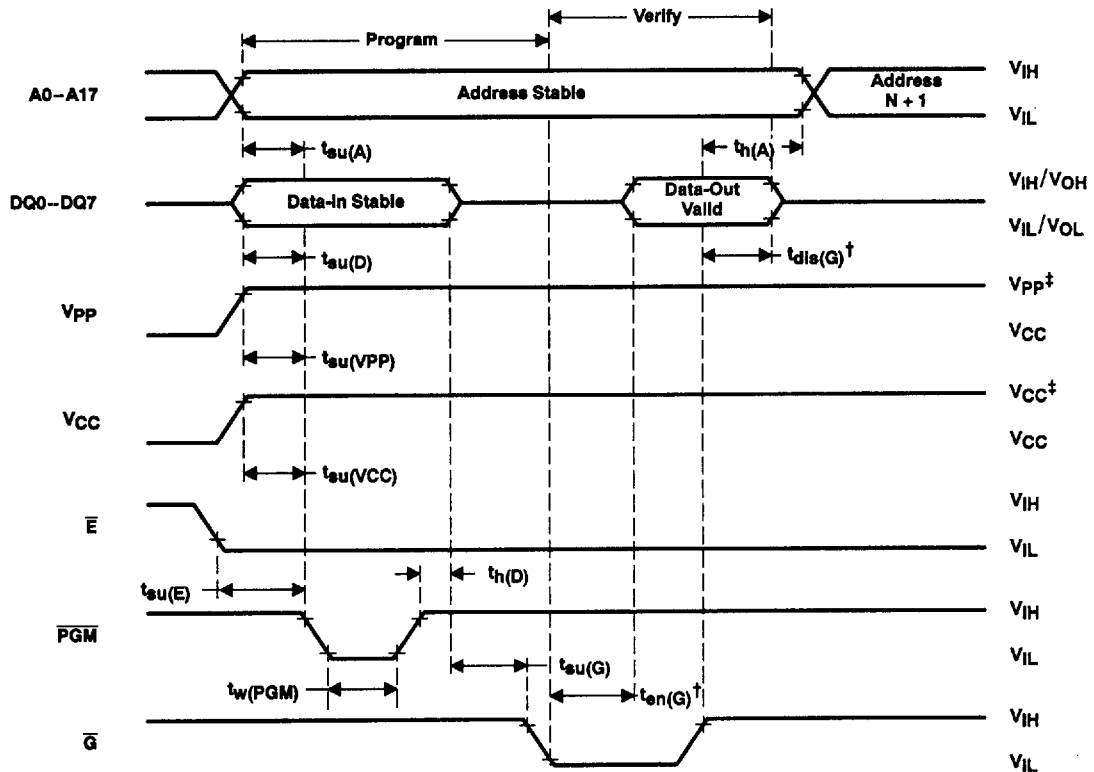 Verify
Program
A0–A17
Address Stable
Address
N + 1
VIH
VIL
tsu(A)
th(A)
DQ0–DQ7
Data-In Stable
Data-Out
Valid
VIH/VOH
VIL/VOL
tsu(D)
tdis(G)†
VPP
VPP‡
VCC
tsu(VPP)
VCC
VCC‡
VCC
tsu(VCC)
E̅
VIH
VIL
tsu(E)
th(D)
P̅G̅M̅
VIH
VIL
tw(PGM)
tsu(G)
ten(G)†
G̅
VIH
VIL